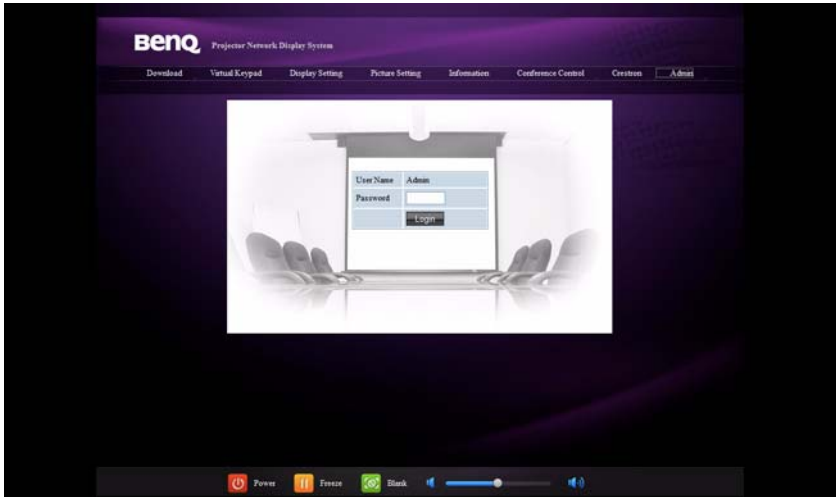 BenQ Projector Network Display System
Download Virtual Keypad Display Setting Picture Setting Information Conference Control Crestron Admin
User Name Admin
Password
Login
Power Freeze Blank